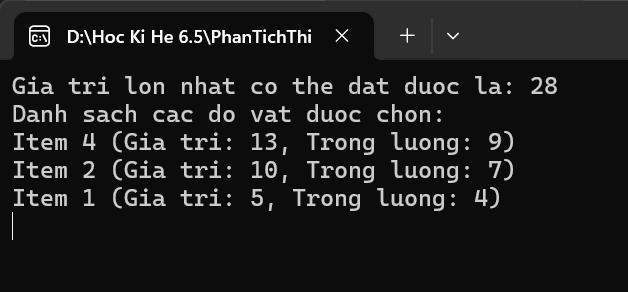 D:\Hoc Ki He 6.5\PhanTichThi
Gia tri lon nhat co the dat duoc la: 28
Danh sach cac do vat duoc chon:
Item 4 (Gia tri: 13, Trong luong: 9)
Item 2 (Gia tri: 10, Trong luong: 7)
Item 1 (Gia tri: 5, Trong luong: 4)